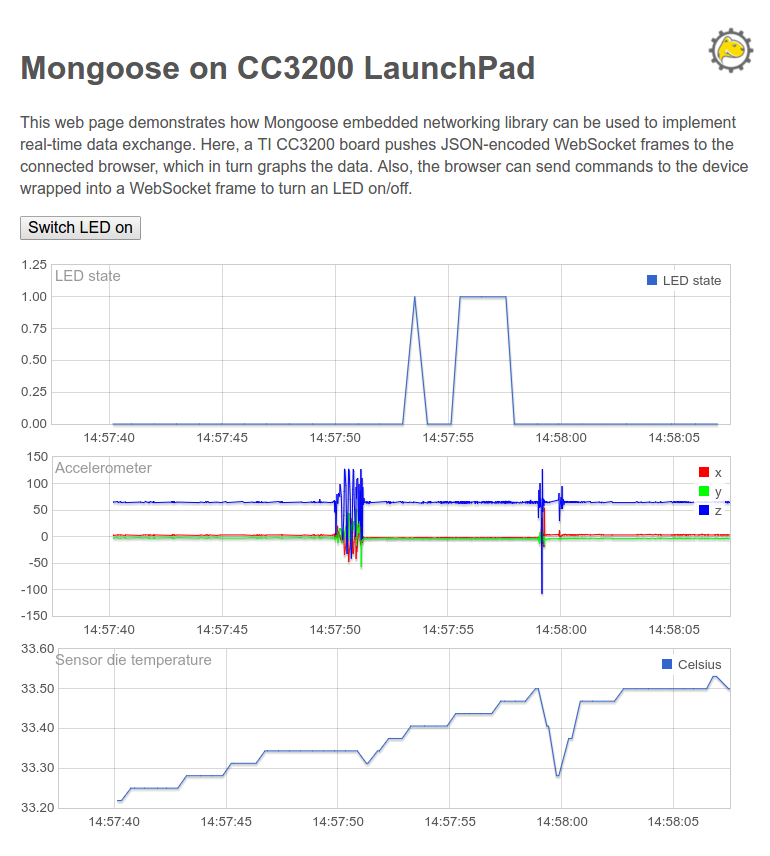 Mongoose on CC3200 LaunchPad
This web page demonstrates how Mongoose embedded networking library can be used to implement
real-time data exchange. Here, a TI CC3200 board pushes JSON-encoded WebSocket frames to the
connected browser, which in turn graphs the data. Also, the browser can send commands to the device
wrapped into a WebSocket frame to turn an LED on/off.
Switch LED on
LED state
LED state
1.25
1.00
0.75
0.50
0.25
0.00
14:57:40 14:57:45 14:57:50 14:57:55 14:58:00 14:58:05
Accelerometer
x
y
z
150
100
50
0
-50
-100
-150
14:57:40 14:57:45 14:57:50 14:57:55 14:58:00 14:58:05
Sensor die temperature
Celsius
33.60
33.50
33.40
33.30
33.20
14:57:40 14:57:45 14:57:50 14:57:55 14:58:00 14:58:05